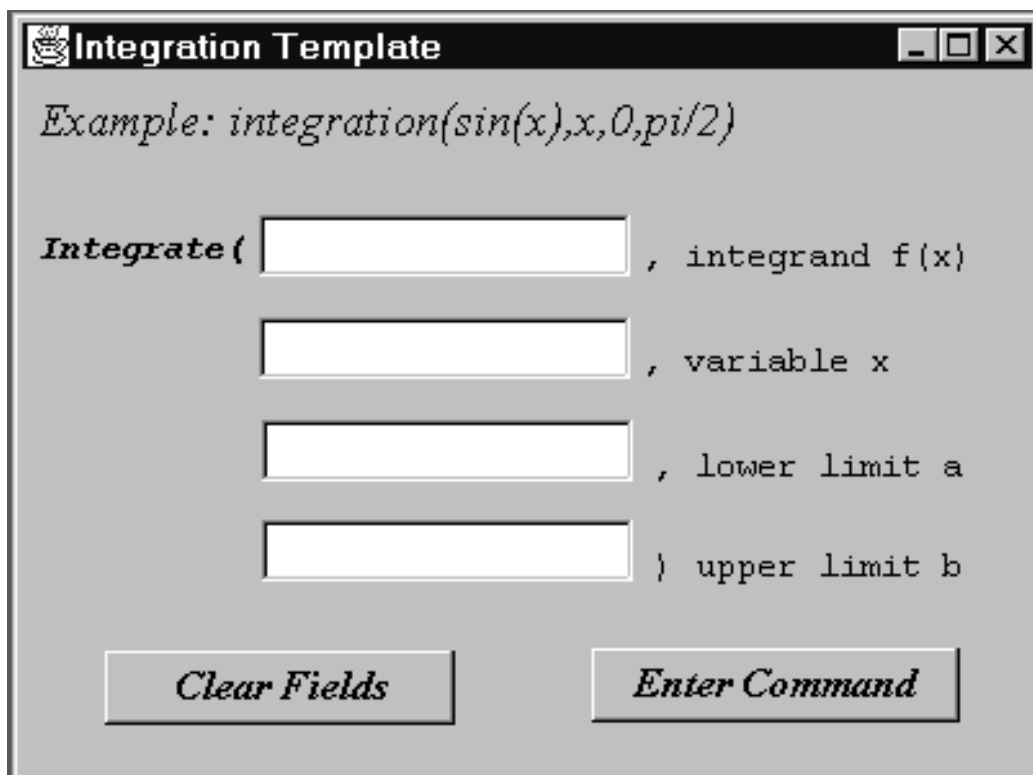 Integration Template
Example: integration(sin(x),x,0,pi/2)
Integrate( , integrand f(x)
, variable x
, lower limit a
) upper limit b
Clear Fields Enter Command